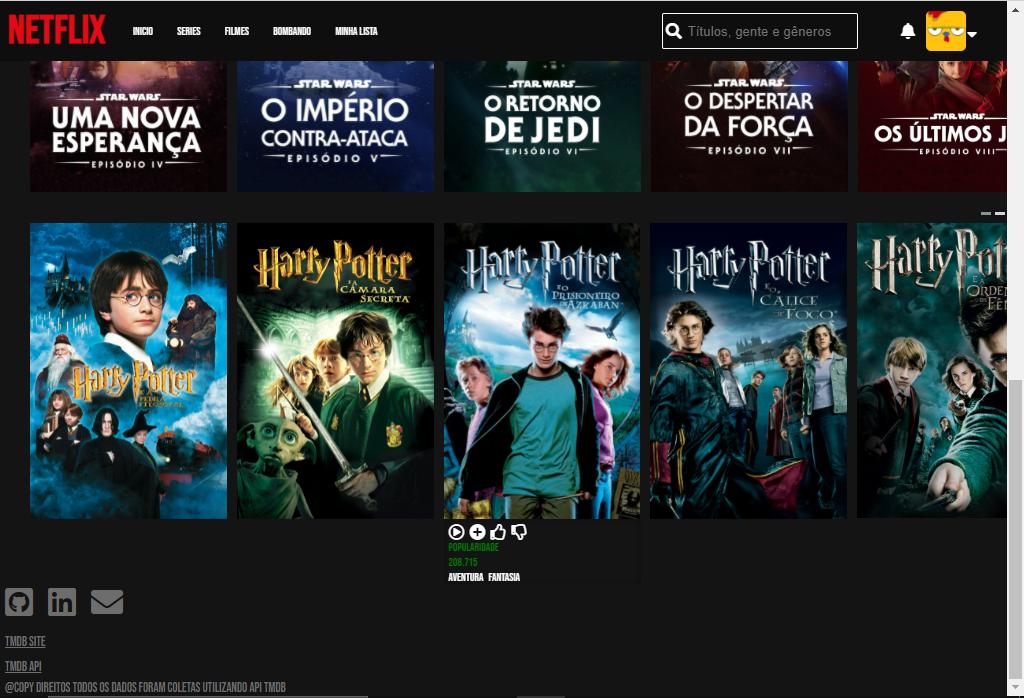 NETFLIX
INICIO SERIES FILMES BOMBANDO MINHA LISTA
Títulos, gente e gêneros
STAR WARS
UMA NOVA
ESPERANÇA
EPISÓDIO IV
STAR WARS
O IMPÉRIO
CONTRA-ATACA
EPISÓDIO V
STAR WARS
O RETORNO
DE JEDI
EPISÓDIO VI
STAR WARS
O DESPERTAR
DA FORÇA
EPISÓDIO VII
STAR WARS
OS ÚLTIMOS J
EPISÓDIO VIII
Harry Potter
E A
PEDRA
FILOSOFAL
Harry Potter
E A
CÂMARA
SECRETA
Harry Potter
E O
PRISIONEIRO
DE AZKABAN
Harry Potter
E O
CÁLICE
DE FOGO
Harry Pott
E A
ORDEM
DA FÊN
POPULARIDADE
208.715
AVENTURA FANTASIA
in
TMDB SITE
TMDB API
@COPY DIREITOS TODOS OS DADOS FORAM COLETAS UTILIZANDO API TMDB